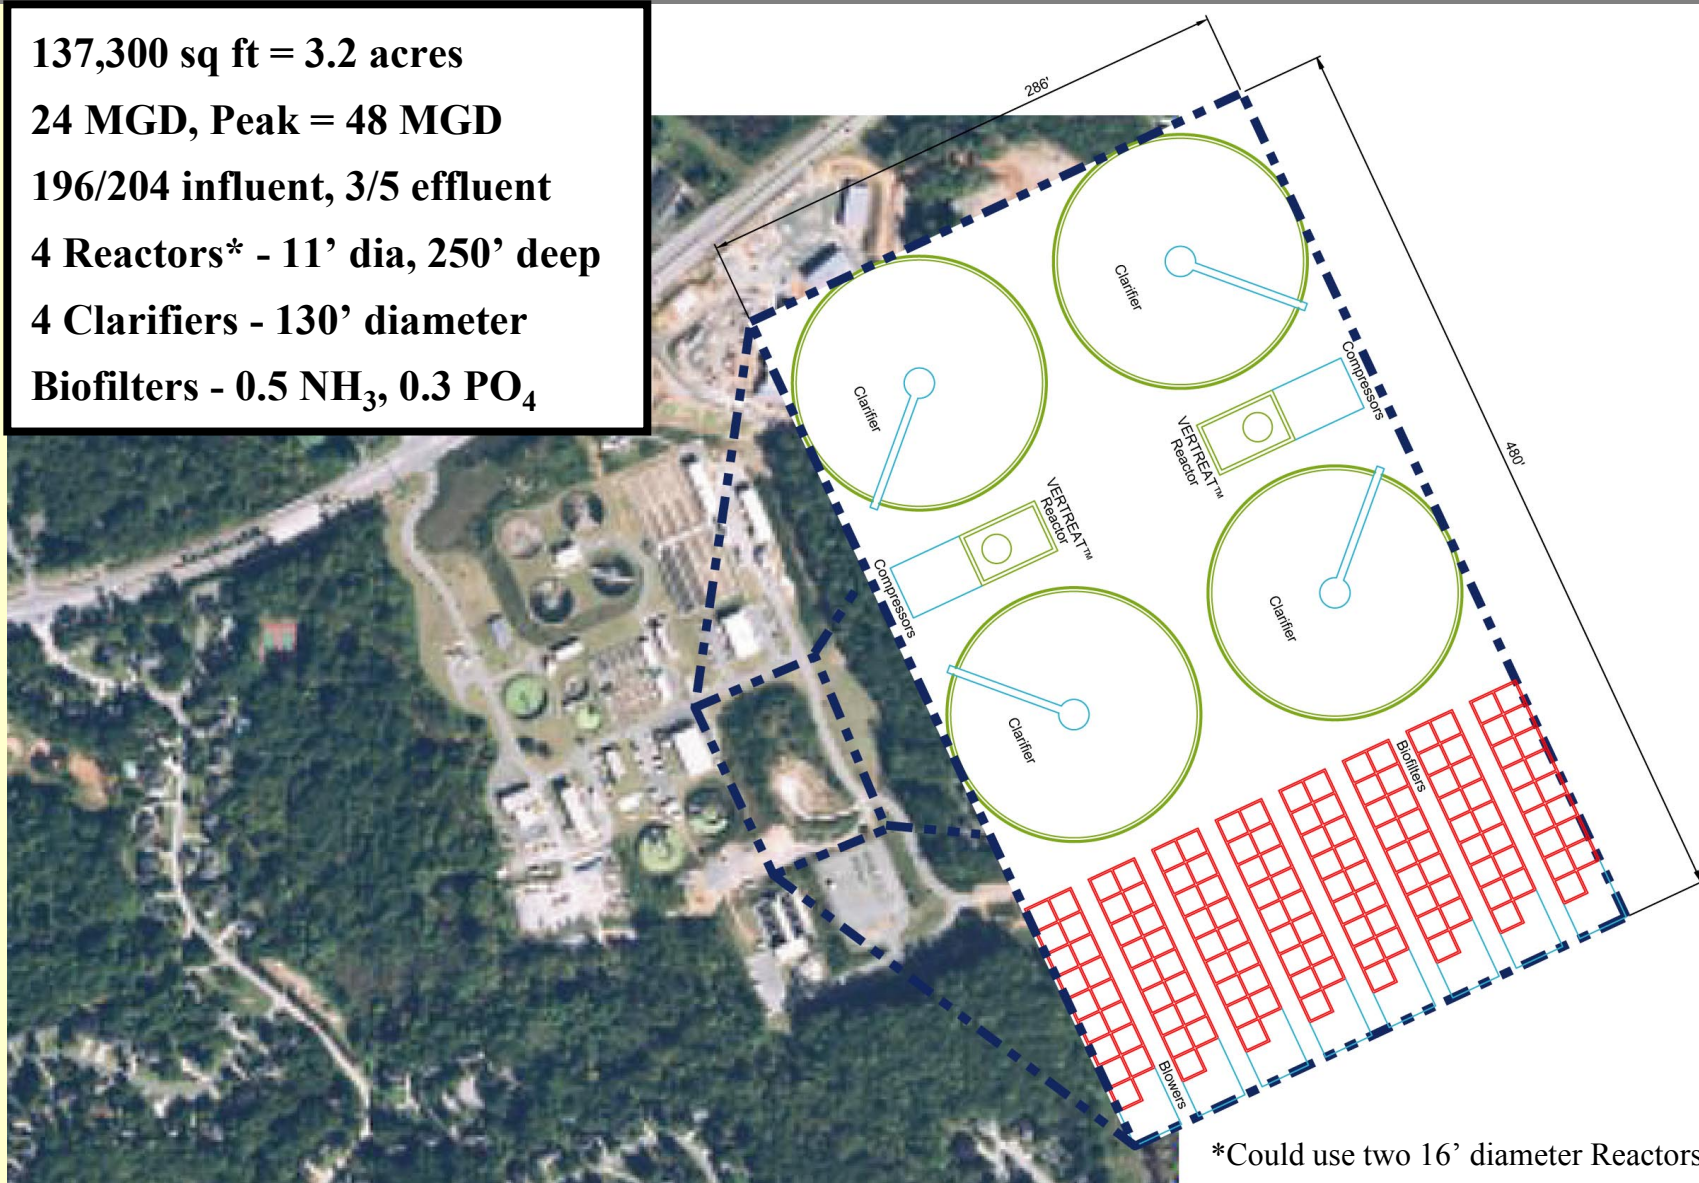 137,300 sq ft = 3.2 acres
24 MGD, Peak = 48 MGD
196/204 influent, 3/5 effluent
4 Reactors* - 11’ dia, 250’ deep
4 Clarifiers - 130’ diameter
Biofilters - 0.5 NH₃, 0.3 PO₄
286'
480'
Clarifier
Clarifier
Compressors
VERTREAT™
Reactor
VERTREAT™
Reactor
Compressors
Clarifier
Clarifier
Biofilters
Blowers
*Could use two 16’ diameter Reactors